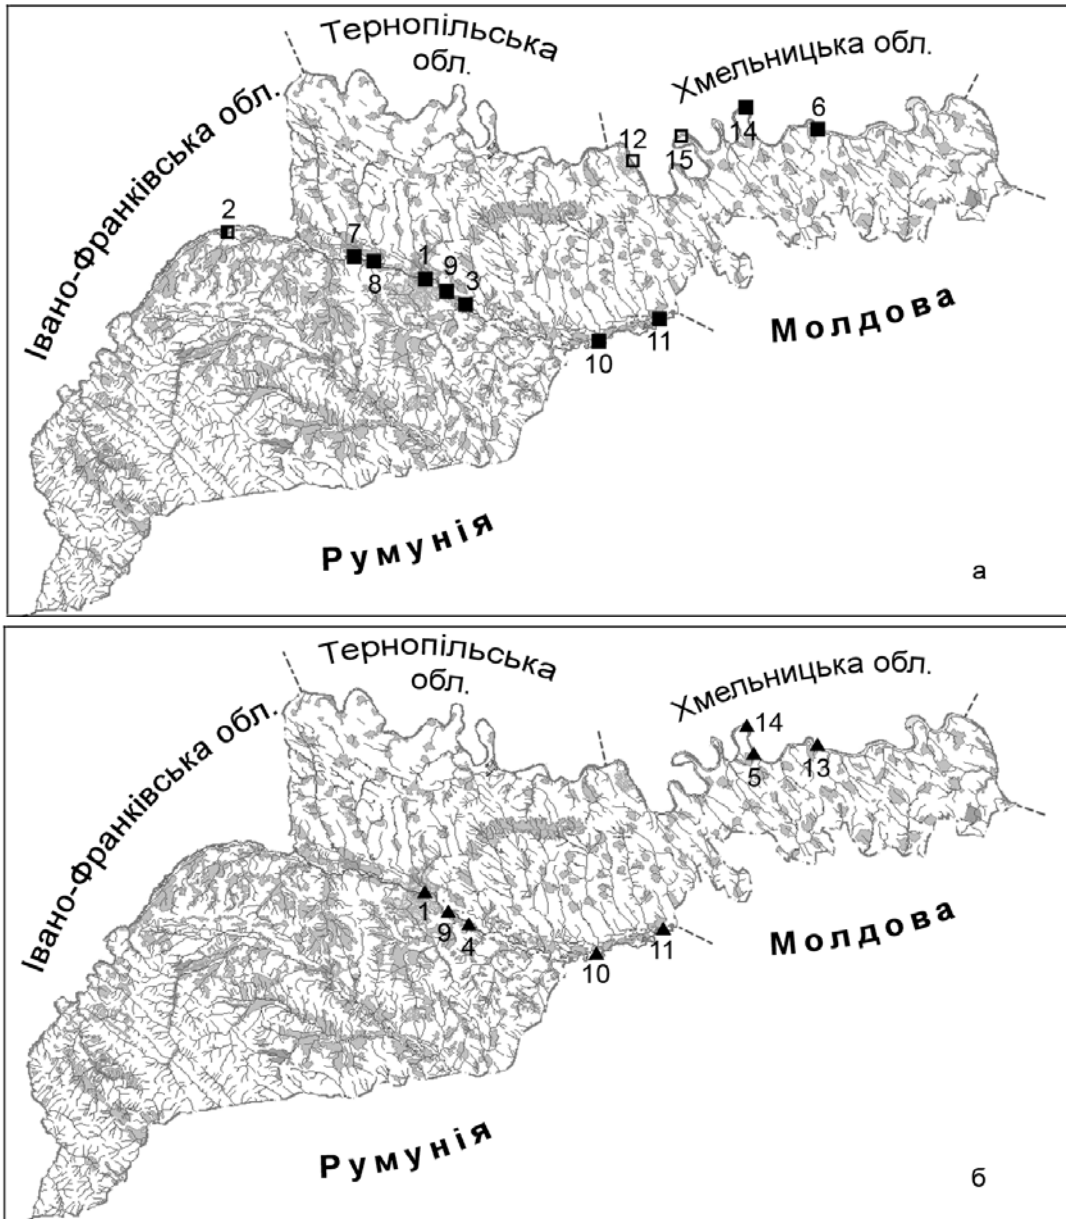 Тернопільська
обл.
Хмельницька обл.
Івано-Франківська обл.
14
6
12
15
2
7
8
1
9
3
10
11
Молдова
Румунія
а
Тернопільська
обл.
Хмельницька обл.
Івано-Франківська обл.
14
5
13
1
9
4
10
11
Молдова
Румунія
б